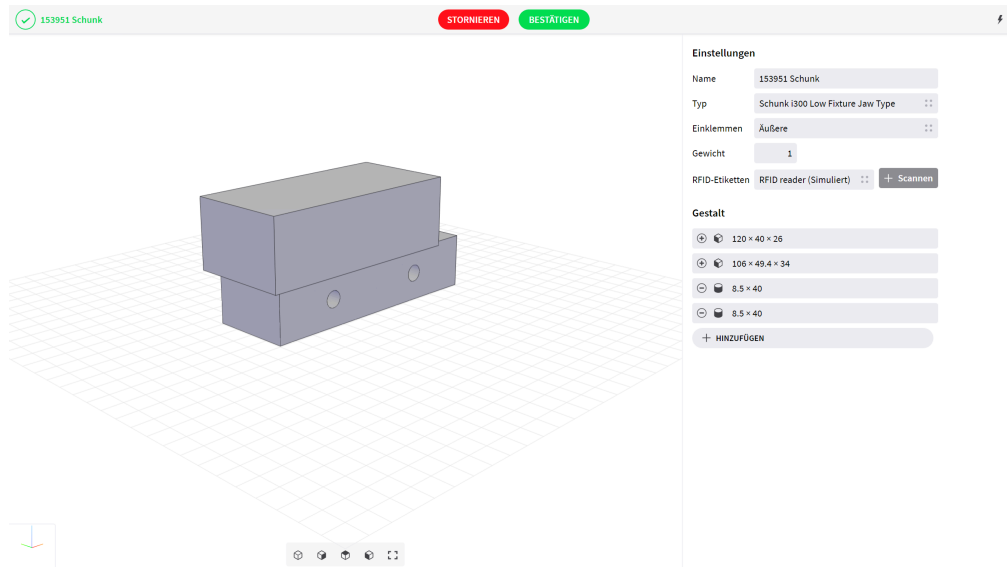 153951 Schunk
STORNIEREN
BESTÄTIGEN
Einstellungen
Name 153951 Schunk
Typ Schunk i300 Low Fixture Jaw Type
Einklemmen Äußere
Gewicht 1
RFID-Etiketten RFID reader (Simuliert) + Scannen
Gestalt
120 × 40 × 26
106 × 49.4 × 34
8.5 × 40
8.5 × 40
+ HINZUFÜGEN